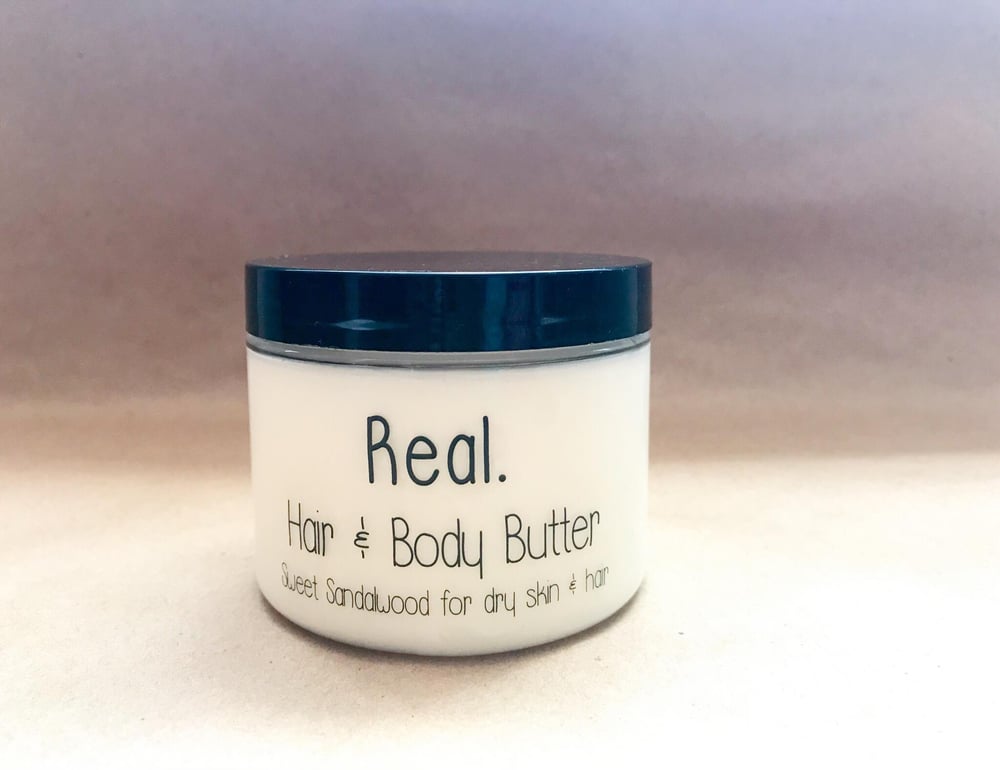 Real.
Hair & Body Butter
Sweet Sandalwood for dry skin & hair